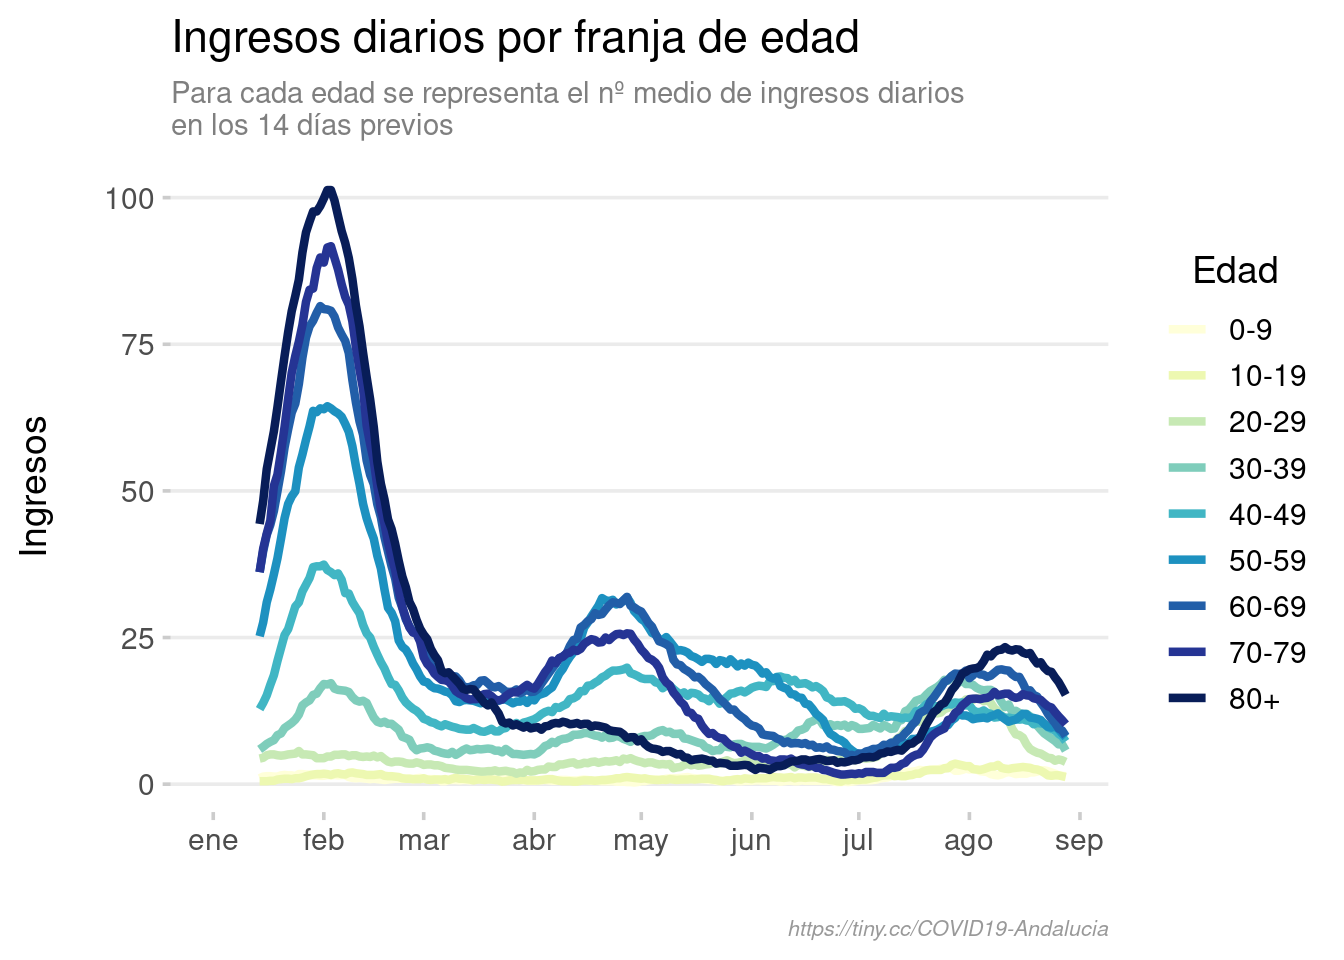 Ingresos diarios por franja de edad
Para cada edad se representa el nº medio de ingresos diarios
en los 14 días previos
Ingresos
100
75
50
25
0
ene feb mar abr may jun jul ago sep
Edad
0-9
10-19
20-29
30-39
40-49
50-59
60-69
70-79
80+
https://tiny.cc/COVID19-Andalucia